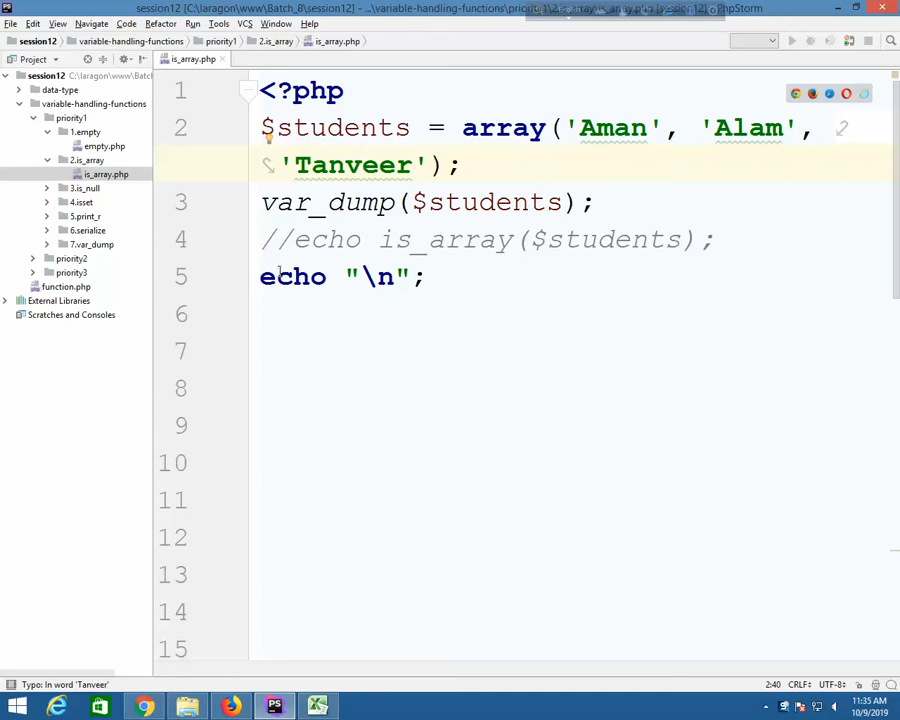 session12 [C:\laragon\www\Batch_8\session12] - ...\variable-handling-functions\priority1\2.is_array\is_array.php [session12] - PhpStorm
File Edit View Navigate Code Refactor Run Tools VCS Window Help
session12 variable-handling-functions priority1 2.is_array is_array.php
Project is_array.php
session12 C:\laragon\www\Batc
data-type
variable-handling-functions
priority1
1.empty
empty.php
2.is_array
is_array.php
3.is_null
4.isset
5.print_r
6.serialize
7.var_dump
priority2
priority3
function.php
External Libraries
Scratches and Consoles
1 <?php
2 $students = array('Aman', 'Alam',
'Tanveer');
3 var_dump($students);
4 //echo is_array($students);
5 echo "\n";
6
7
8
9
10
11
12
13
14
15
Typo: In word 'Tanveer' 2:40 CRLF UTF-8
11:35 AM
10/9/2019